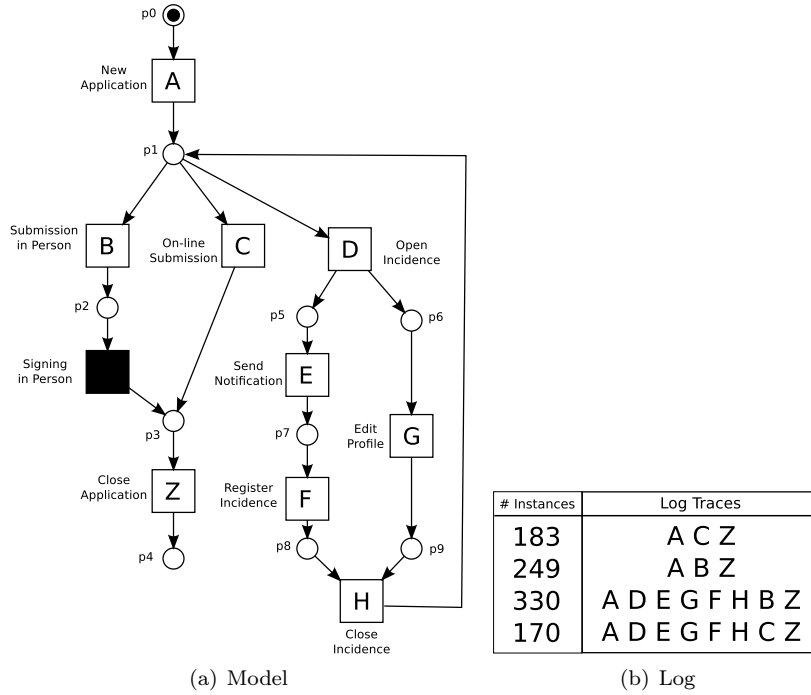 p0
New
Application
A
p1
Submission
in Person
B
On-line
Submission
C
D
Open
Incidence
p2
p5
p6
Signing
in Person
Send
Notification
E
p3
p7
Edit
Profile
G
Close
Application
Z
Register
Incidence
F
p4
p8
p9
H
Close
Incidence
# Instances Log Traces
183 A C Z
249 A B Z
330 A D E G F H B Z
170 A D E G F H C Z
(a) Model
(b) Log